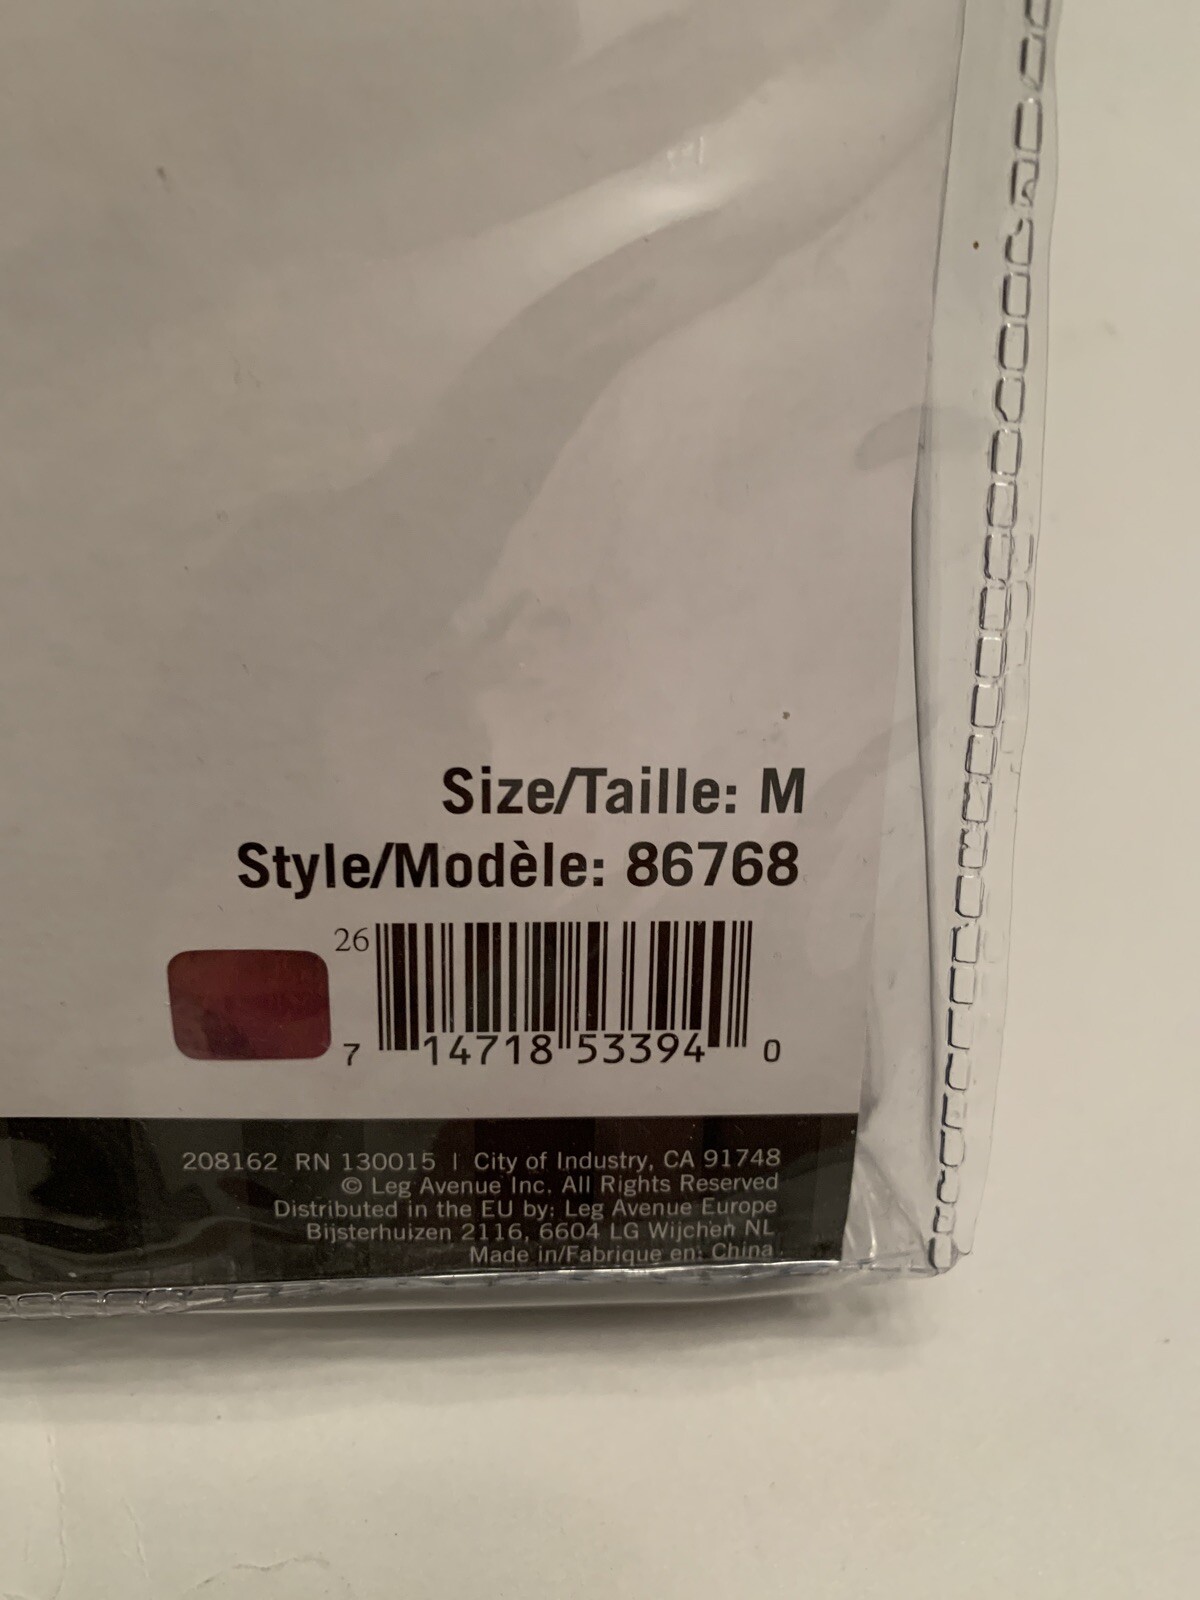 Size/Taille: M
Style/Modèle: 86768
26
7 14718 53394 0
208162 RN 130015 | City of Industry, CA 91748
© Leg Avenue Inc. All Rights Reserved
Distributed in the EU by: Leg Avenue Europe
Bijsterhuizen 2116, 6604 LG Wijchen NL
Made in/Fabrique en: China